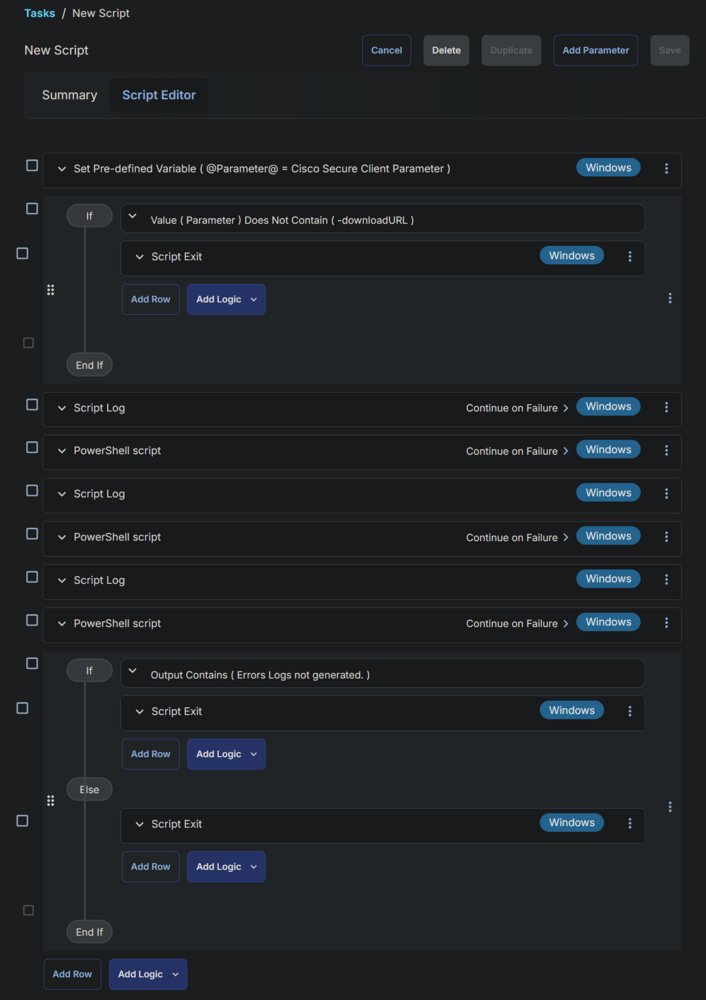 Tasks / New Script
New Script Cancel Delete Duplicate Add Parameter Save
Summary Script Editor
Set Pre-defined Variable ( @Parameter@ = Cisco Secure Client Parameter ) Windows
If Value ( Parameter ) Does Not Contain ( -downloadURL )
Script Exit Windows
Add Row Add Logic
End If
Script Log Continue on Failure Windows
PowerShell script Continue on Failure Windows
Script Log Windows
PowerShell script Continue on Failure Windows
Script Log Windows
PowerShell script Continue on Failure Windows
If Output Contains ( Errors Logs not generated. )
Script Exit Windows
Add Row Add Logic
Else
Script Exit Windows
Add Row Add Logic
End If
Add Row Add Logic